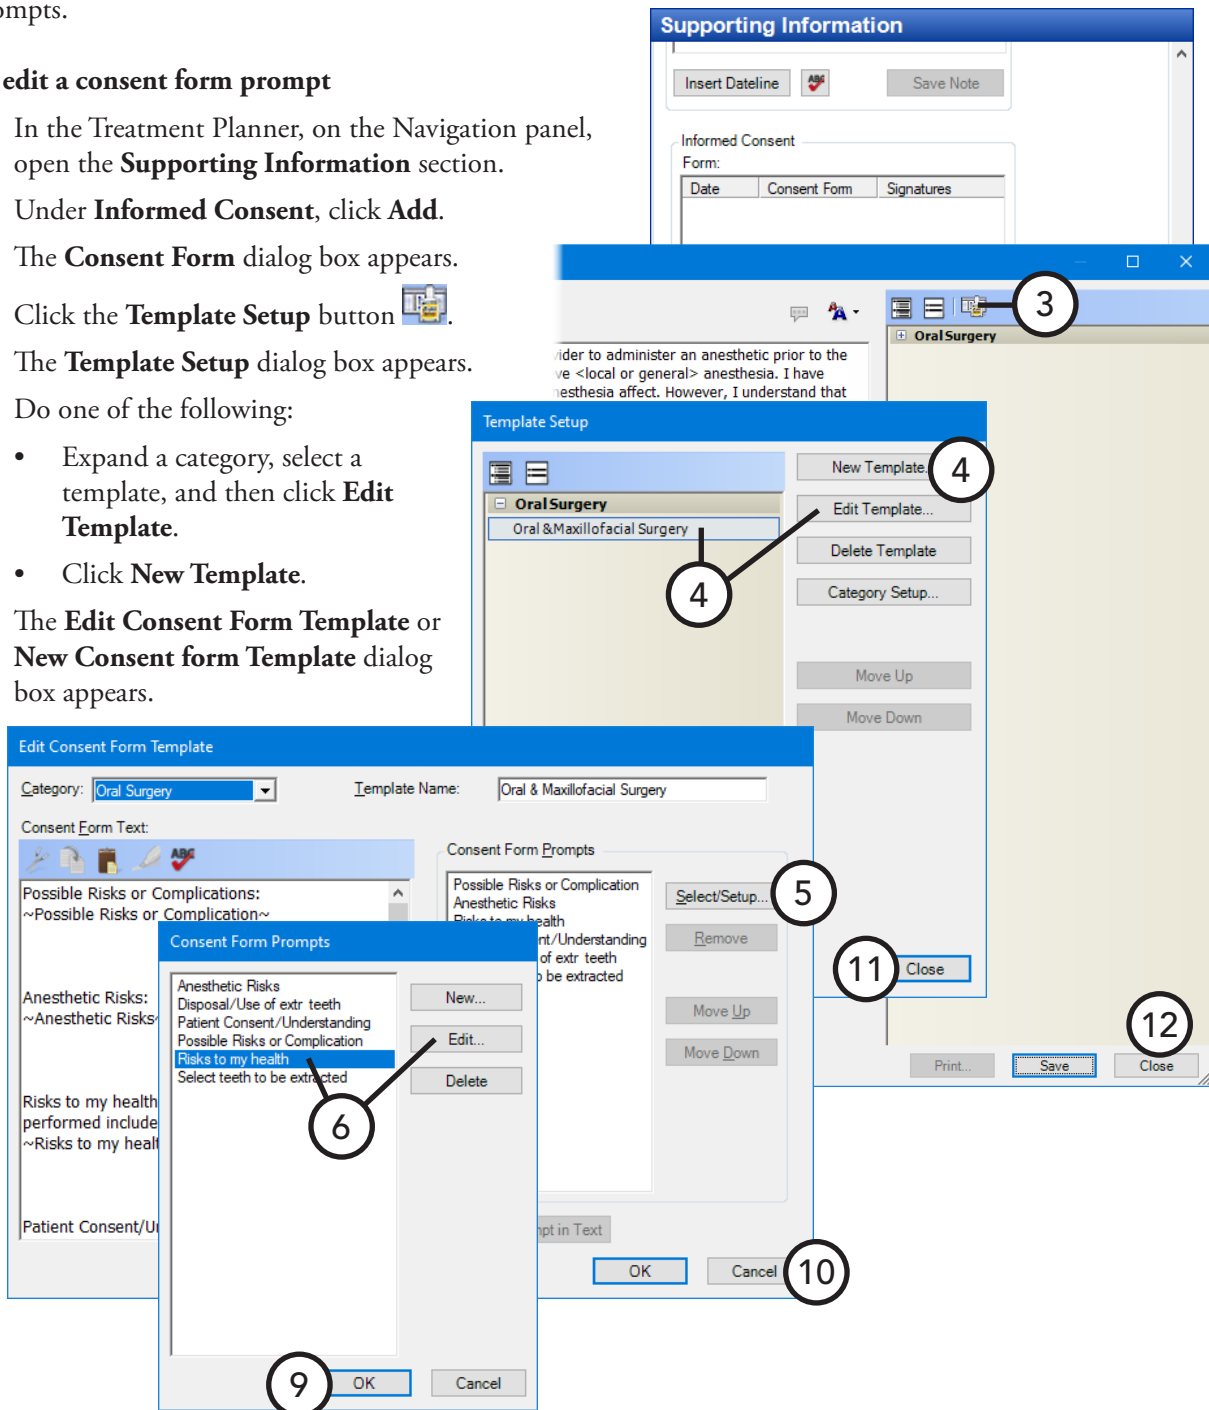 edit a consent form prompt
In the Treatment Planner, on the Navigation panel,
open the Supporting Information section.
Under Informed Consent, click Add.
The Consent Form dialog box appears.
Click the Template Setup button .
The Template Setup dialog box appears.
Do one of the following:
• Expand a category, select a
template, and then click Edit
Template.
• Click New Template.
The Edit Consent Form Template or
New Consent form Template dialog
box appears.
Supporting Information
Insert Dateline
ABC
Save Note
Informed Consent
Form:
Date Consent Form Signatures
3
Oral Surgery
to administer an anesthetic prior to the
<local or general> anesthesia. I have
affect. However, I understand that
Template Setup
New Template...
4
Oral Surgery
Oral &Maxillofacial Surgery
Edit Template...
Delete Template
4
Category Setup...
Move Up
Move Down
11
Close
12
Print...
Save
Close
Edit Consent Form Template
Category: Oral Surgery
Template Name: Oral & Maxillofacial Surgery
Consent Form Text:
ABC
Possible Risks or Complications:
~Possible Risks or Complication~
Anesthetic Risks:
~Anesthetic Risks~
Risks to my health
performed include
~Risks to my
Patient
Consent Form Prompts
Possible Risks or Complication
Anesthetic Risks
Risks to my health
/Understanding
of extr teeth
be extracted
Select/Setup...
5
Remove
Move Up
Move Down
in Text
OK
Cancel
10
Consent Form Prompts
Anesthetic Risks
Disposal/Use of extr teeth
Patient Consent/Understanding
Possible Risks or Complication
Risks to my health
Select teeth to be extracted
New...
Edit...
Delete
6
9
OK
Cancel